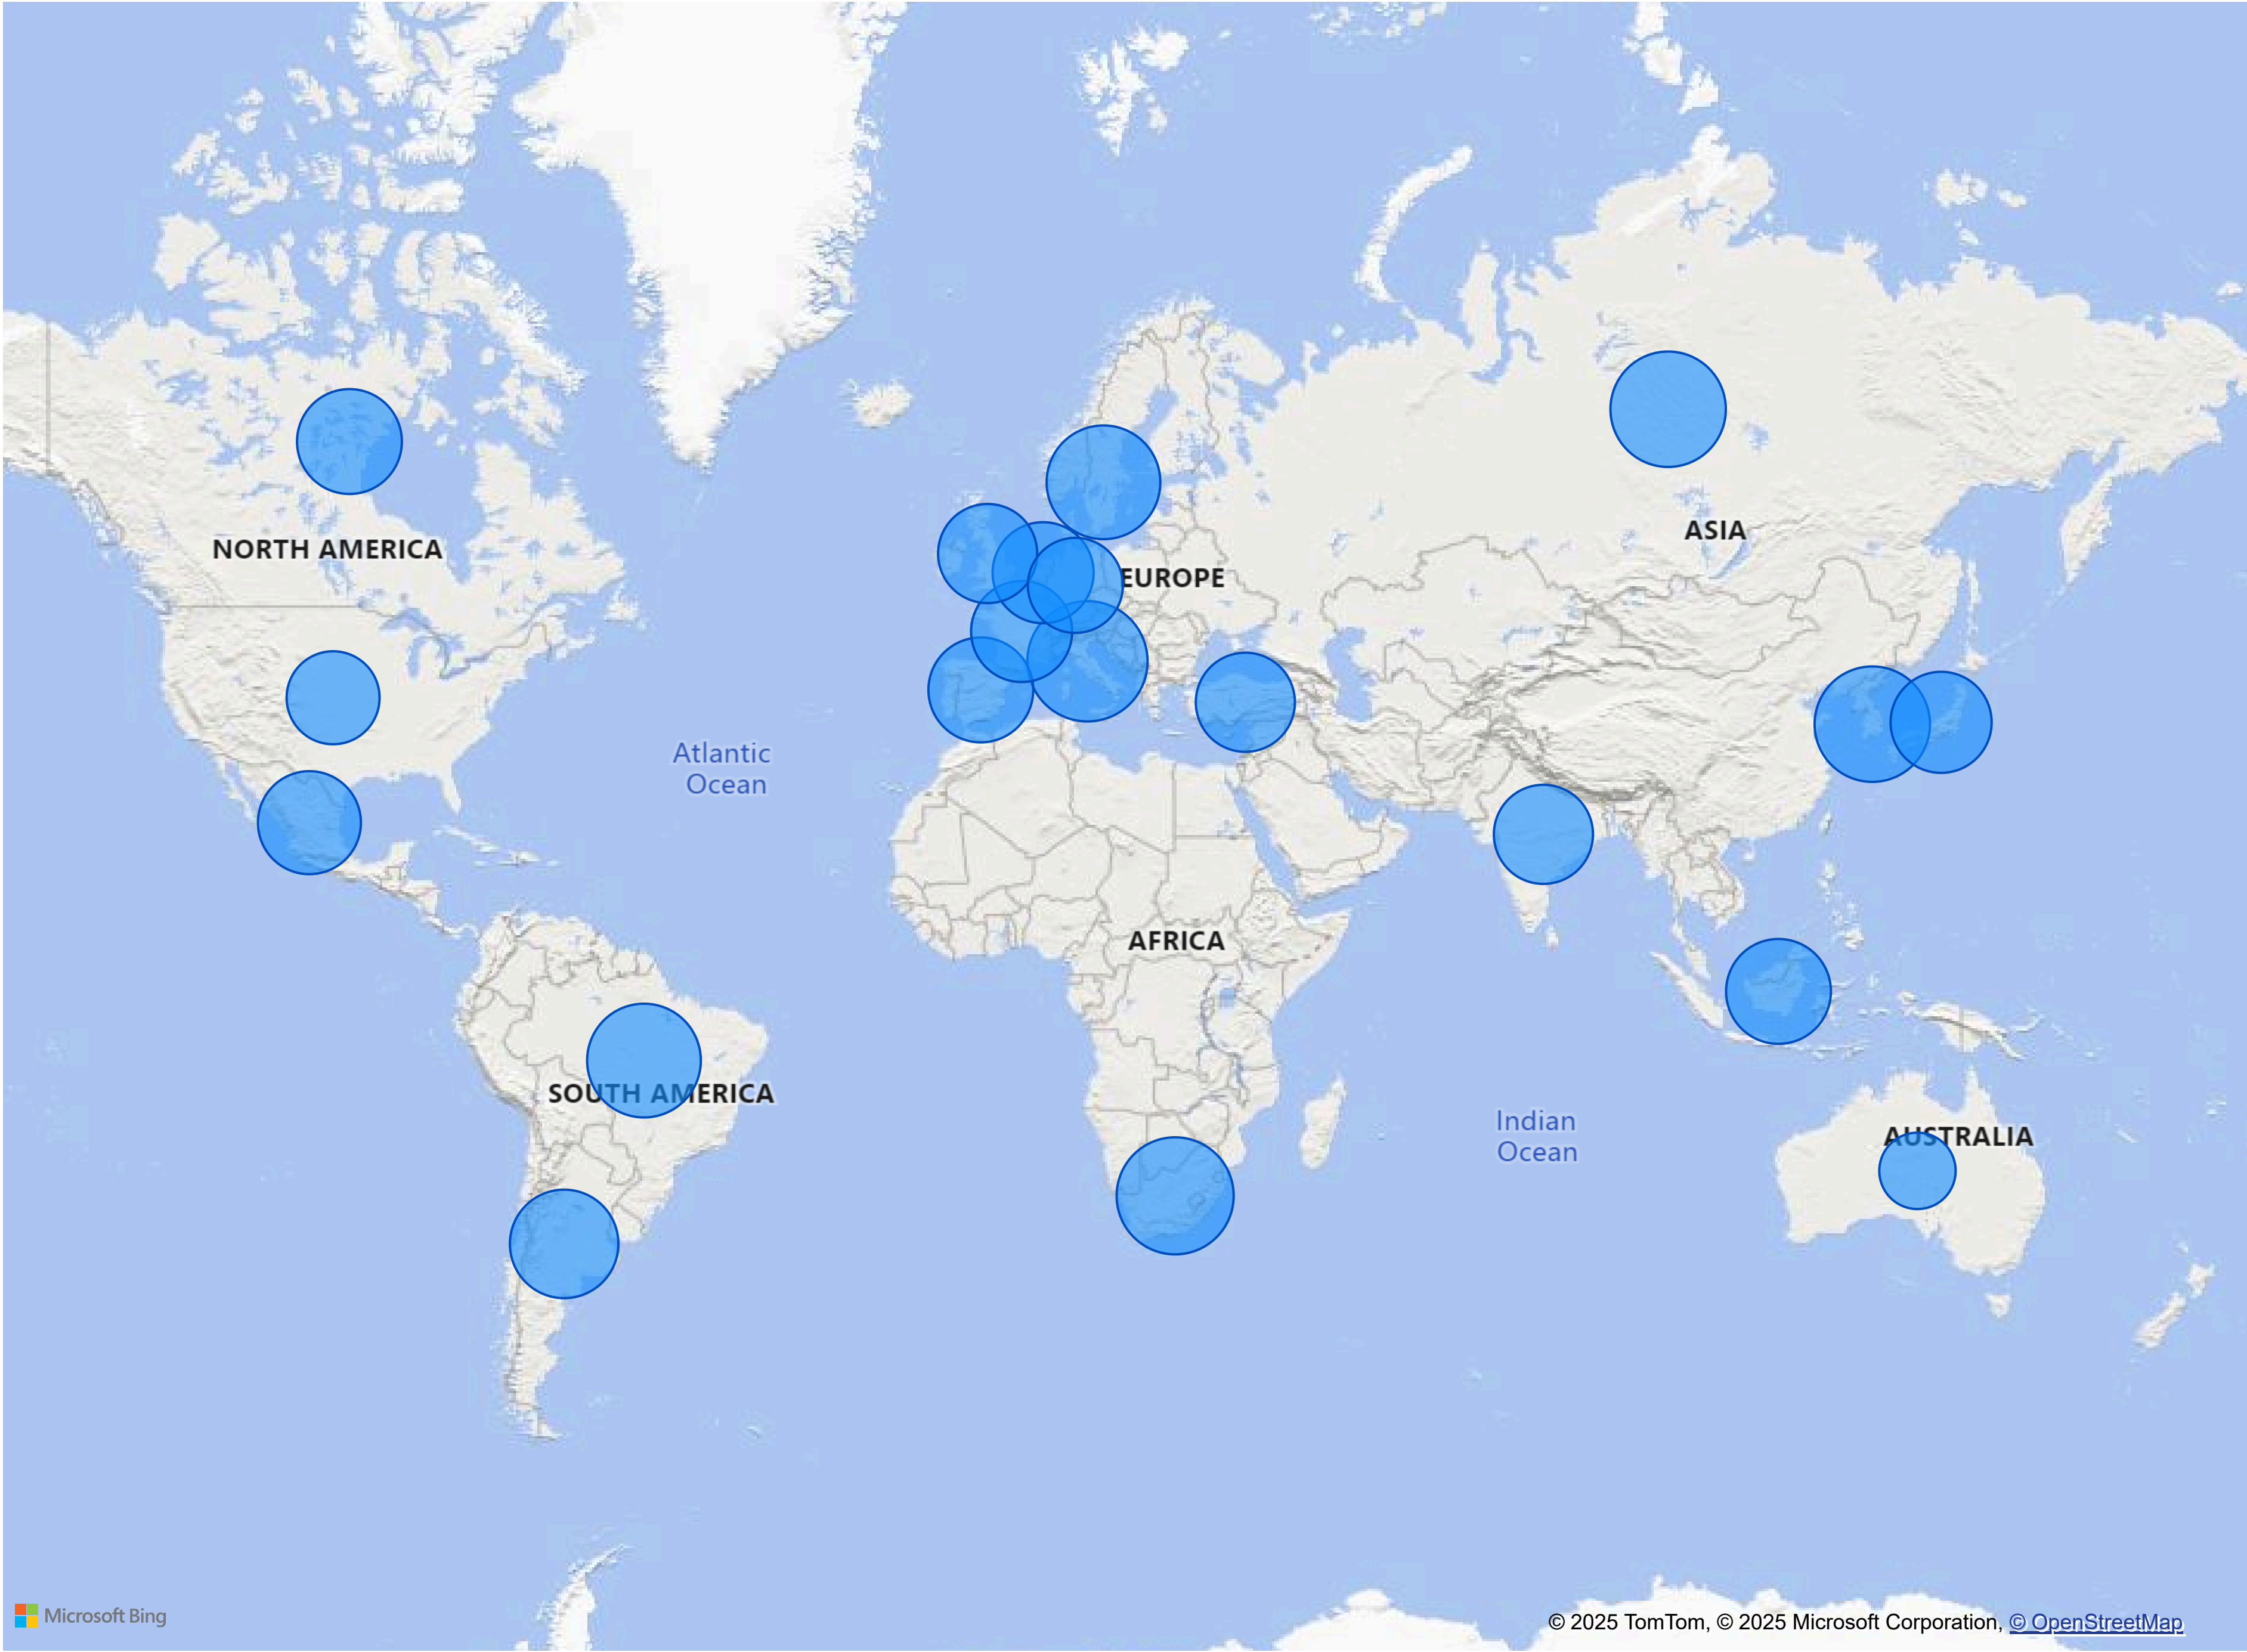 ASIA
NORTH AMERICA
EUROPE
Atlantic
Ocean
AFRICA
SOUTH AMERICA
Indian
Ocean
AUSTRALIA
Microsoft Bing
© 2025 TomTom, © 2025 Microsoft Corporation, © OpenStreetMap